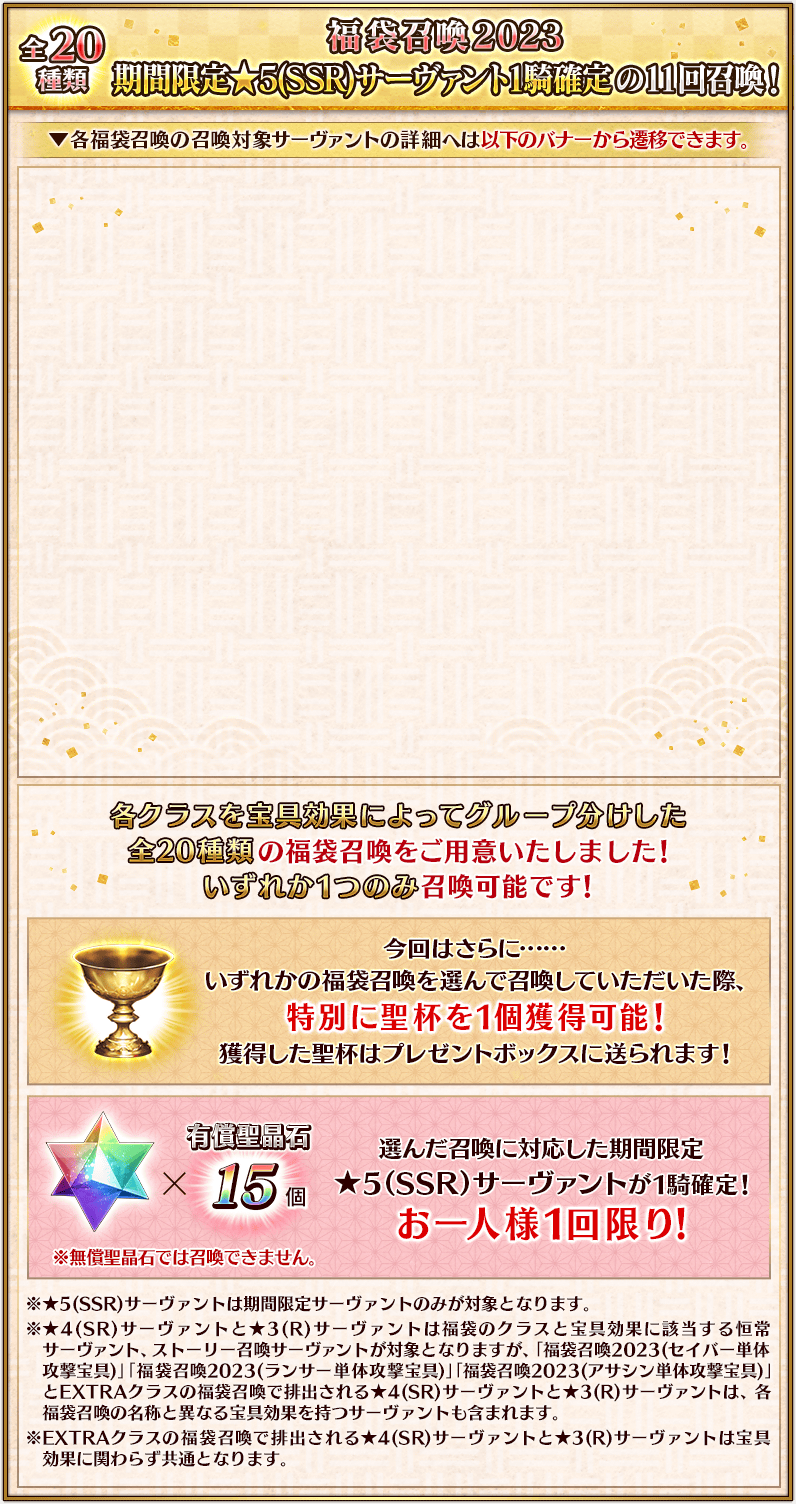 全20種類
福袋召喚2023
期間限定★5(SSR)サーヴァント1騎確定の11回召喚!
▼各福袋召喚の召喚対象サーヴァントの詳細へは以下のバナーから遷移できます。
各クラスを宝具効果によってグループ分けした
全20種類の福袋召喚をご用意いたしました!
いずれか1つのみ召喚可能です!
今回はさらに……
いずれかの福袋召喚を選んで召喚していただいた際、
特別に聖杯を1個獲得可能!
獲得した聖杯はプレゼントボックスに送られます!
有償聖晶石
×15個
※無償聖晶石では召喚できません。
選んだ召喚に対応した期間限定
★5(SSR)サーヴァントが1騎確定!
お一人様1回限り!
※★5(SSR)サーヴァントは期間限定サーヴァントのみが対象となります。
※★4(SR)サーヴァントと★3(R)サーヴァントは福袋のクラスと宝具効果に該当する恒常
サーヴァント、ストーリー召喚サーヴァントが対象となりますが、「福袋召喚2023(セイバー単体
攻撃宝具)」「福袋召喚2023(ランサー単体攻撃宝具)」「福袋召喚2023(アサシン単体攻撃宝具)」
とEXTRAクラスの福袋召喚で排出される★4(SR)サーヴァントと★3(R)サーヴァントは、各
福袋召喚の名称と異なる宝具効果を持つサーヴァントも含まれます。
※EXTRAクラスの福袋召喚で排出される★4(SR)サーヴァントと★3(R)サーヴァントは宝具
効果に関わらず共通となります。